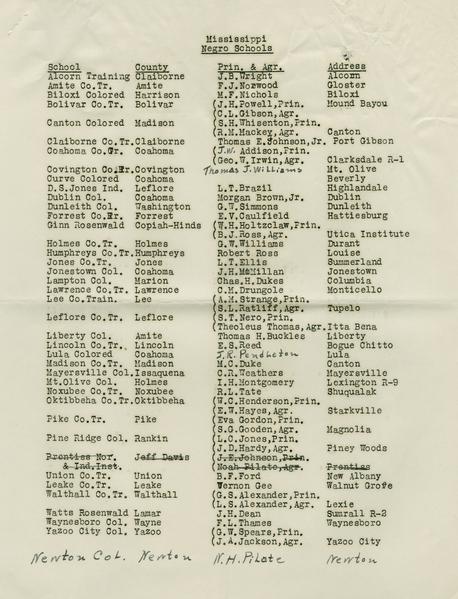 Mississippi
Negro Schools
School County Prin. & Agr. Address
Alcorn Training Claiborne J.B.Wright Alcorn
Amite Co.Tr. Amite F.J.Norwood Gloster
Biloxi Colored Harrison M.F.Nichols Biloxi
Bolivar Co.Tr. Bolivar (J.H.Powell,Prin. Mound Bayou
(C.L.Gibson,Agr.
Canton Colored Madison (S.H.Whisenton,Prin.
(R.M.Mackey,Agr. Canton
Claiborne Co.Tr.Claiborne Thomas E.Johnson,Jr. Port Gibson
Coahoma Co.Tr. Coahoma (J.W. Addison,Prin.
(Geo.W.Irwin,Agr. Clarksdale R-1
Covington Co.Tr.Covington Thomas J. Williams Mt. Olive
Curve Colored Coahoma Beverly
D.S.Jones Ind. Leflore L.T.Brazil Highlandale
Dublin Col. Coahoma Morgan Brown,Jr. Dublin
Dunleith Col. Washington G.W.Simmons Dunleith
Forrest Co.Tr. Forrest E.V.Caulfield Hattiesburg
Ginn Rosenwald Copiah-Hinds (W.H.Holtzclaw,Prin.
(B.J.Ross,Agr. Utica Institute
Holmes Co.Tr. Holmes G.W.Williams Durant
Humphreys Co.Tr.Humphreys Robert Ross Louise
Jones Co.Tr. Jones L.T.Ellis Summerland
Jonestown Col. Coahoma J.H.McMillan Jonestown
Lampton Col. Marion Chas.H.Dukes Columbia
Lawrence Co.Tr. Lawrence C.M.Drungole Monticello
Lee Co.Train. Lee (A.M.Strange,Prin.
(S.L.Ratliff,Agr. Tupelo
Leflore Co.Tr. Leflore (S.T.Nero,Prin.
(Theoleus Thomas,Agr.Itta Bena
Liberty Col. Amite Thomas H.Buckles Liberty
Lincoln Co.Tr. Lincoln E.S.Reed Bogue Chitto
Lula Colored Coahoma J.R. Pendleton Lula
Madison Co.Tr. Madison M.C.Duke Canton
Mayersville Col.Issaquena C.R.Weathers Mayersville
Mt.Olive Col. Holmes I.H.Montgomery Lexington R-9
Noxubee Co.Tr. Noxubee R.L.Tate Shuqualak
Oktibbeha Co.Tr.Oktibbeha (W.C.Henderson,Prin.
(E.W.Hayes,Agr. Starkville
Pike Co.Tr. Pike (Eva Gordon,Prin.
(S.G.Gooden,Agr. Magnolia
Pine Ridge Col. Rankin (L.C.Jones,Prin.
(J.D.Hardy,Agr. Piney Woods
Prentiss Nor. Jeff Davis (J.E.Johnson,Prin.
& Ind.Inst. (Noah Pilate,Agr. Prentiss
Union Co.Tr. Union B.F.Ford New Albany
Leake Co.Tr. Leake Vernon Gee Walnut Grove
Walthall Co.Tr. Walthall (G.S.Alexander,Prin.
(L.S.Alexander,Agr. Lexie
Watts Rosenwald Lamar J.H.Dean Sumrall R-2
Waynesboro Col. Wayne F.L.Thames Waynesboro
Yazoo City Col. Yazoo (G.W.Spears,Prin.
(J.A.Jackson,Agr. Yazoo City
Newton Col. Newton N.H. Pilate Newton